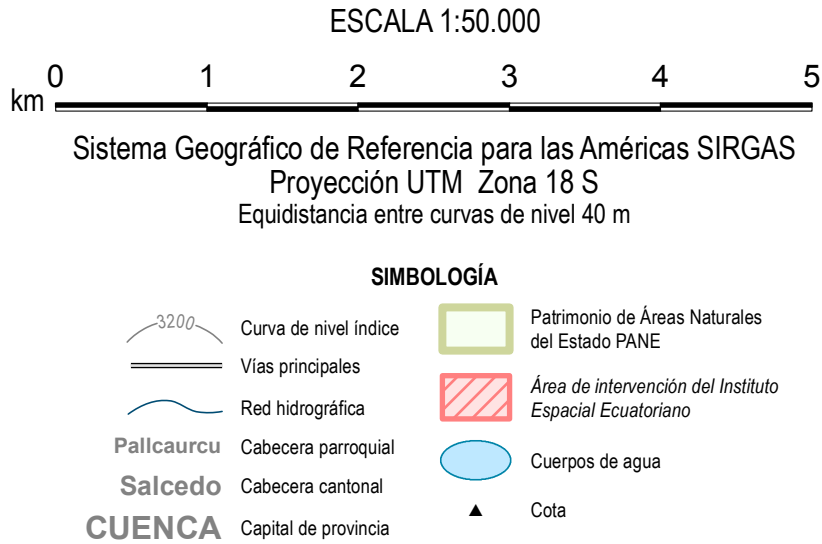 ESCALA 1:50.000
0 1 2 3 4 5
km
Sistema Geográfico de Referencia para las Américas SIRGAS
Proyección UTM Zona 18 S
Equidistancia entre curvas de nivel 40 m
SIMBOLOGÍA
3200 Curva de nivel índice
Vías principales
Red hidrográfica
Pallcaurcu Cabecera parroquial
Salcedo Cabecera cantonal
CUENCA Capital de provincia
Patrimonio de Áreas Naturales
del Estado PANE
Área de intervención del Instituto
Espacial Ecuatoriano
Cuerpos de agua
Cota